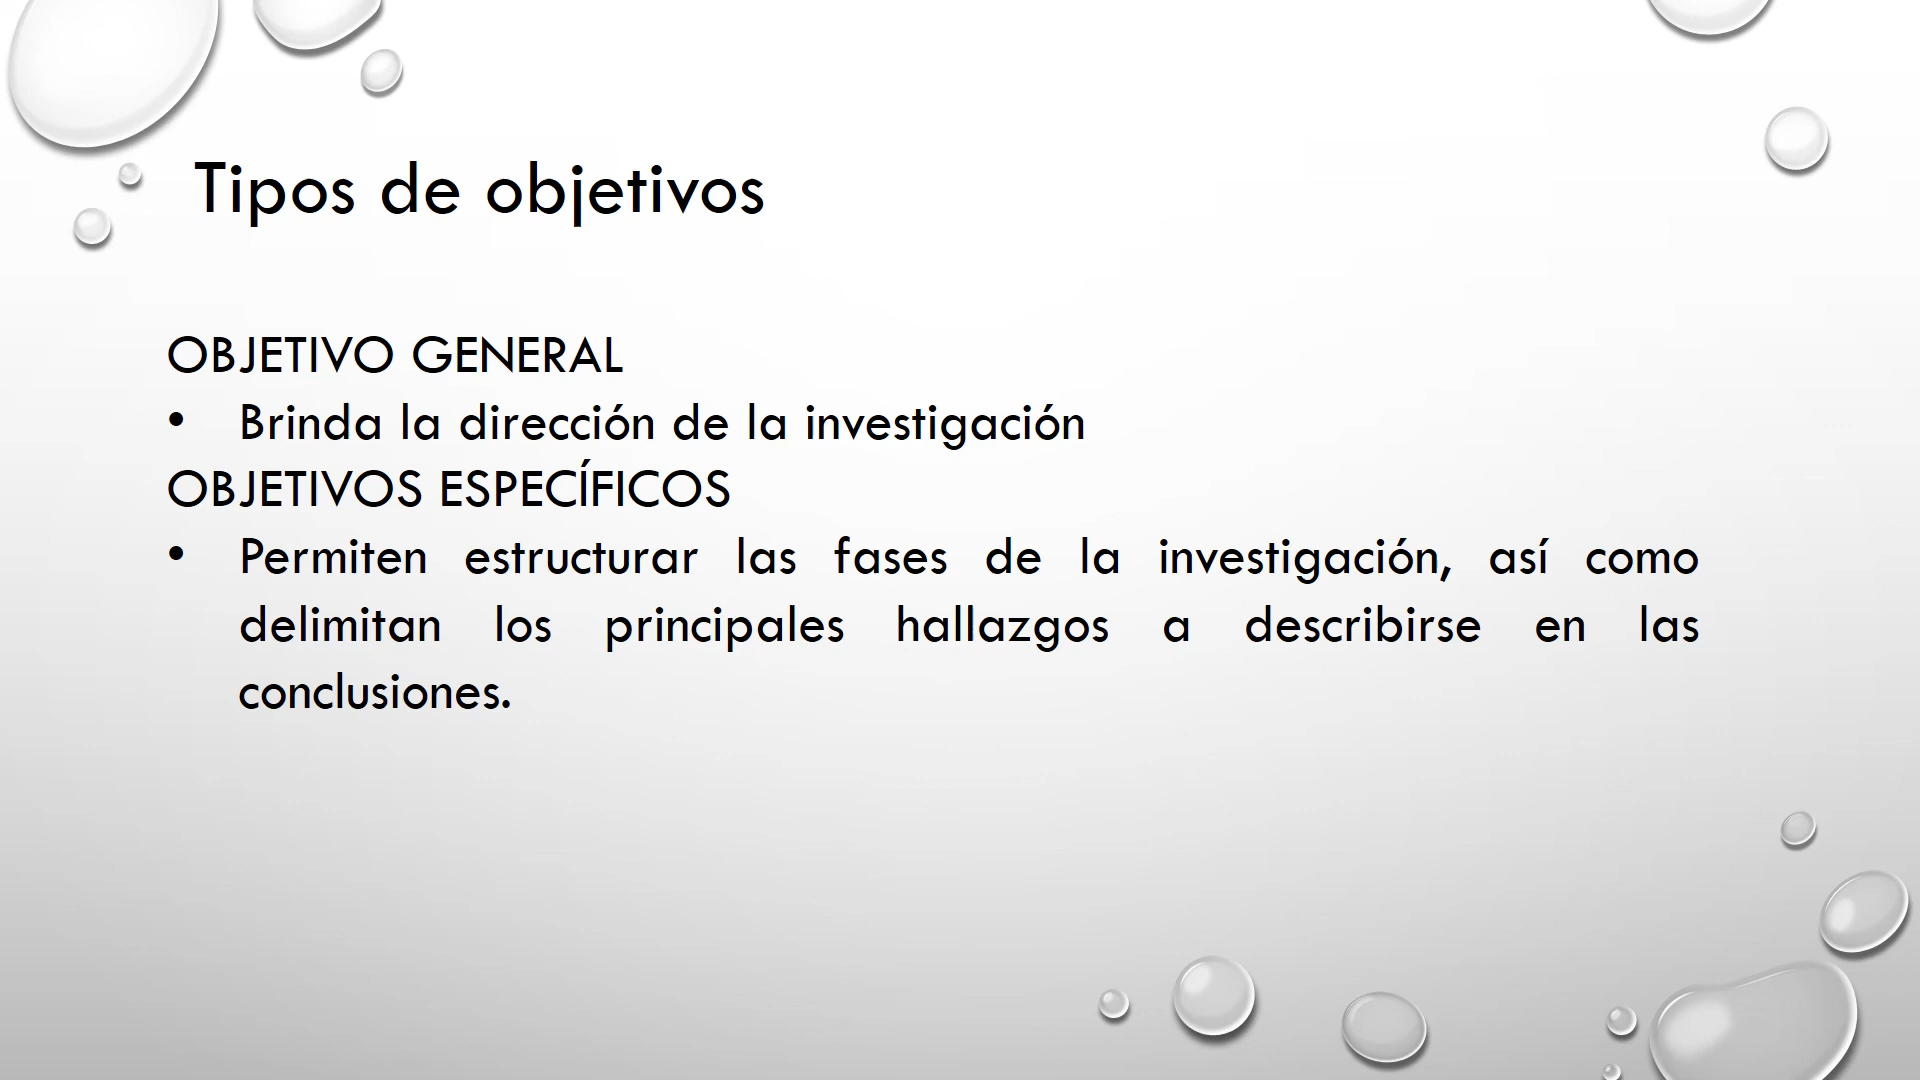 Tipos de objetivos
OBJETIVO GENERAL
• Brinda la dirección de la investigación
OBJETIVOS ESPECÍFICOS
• Permiten estructurar las fases de la investigación, así como
delimitan los principales hallazgos a describirse en las
conclusiones.